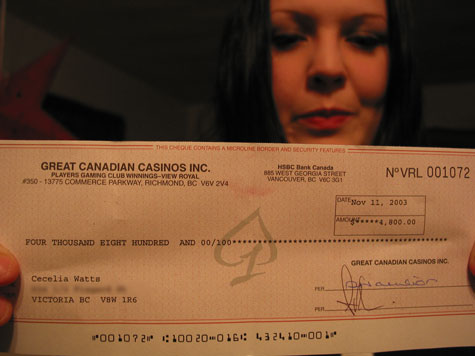 THIS CHEQUE CONTAINS A MICROLINE BORDER AND SECURITY FEATURES
GREAT CANADIAN CASINOS INC.
PLAYERS GAMING CLUB WINNINGS–VIEW ROYAL
#350 - 13775 COMMERCE PARKWAY, RICHMOND, BC V6V 2V4
HSBC Bank Canada
885 WEST GEORGIA STREET
VANCOUVER, BC V6C 3G1
NºVRL 001072
DATE Nov 11, 2003
AMOUNT $*****4,800.00
FOUR THOUSAND EIGHT HUNDRED AND 00/100
GREAT CANADIAN CASINOS INC.
Cecelia Watts
VICTORIA BC V8W 1R6
PER
PER
⑈001072⑈ ⑆10020⑉016⑆ 432410⑉001⑈